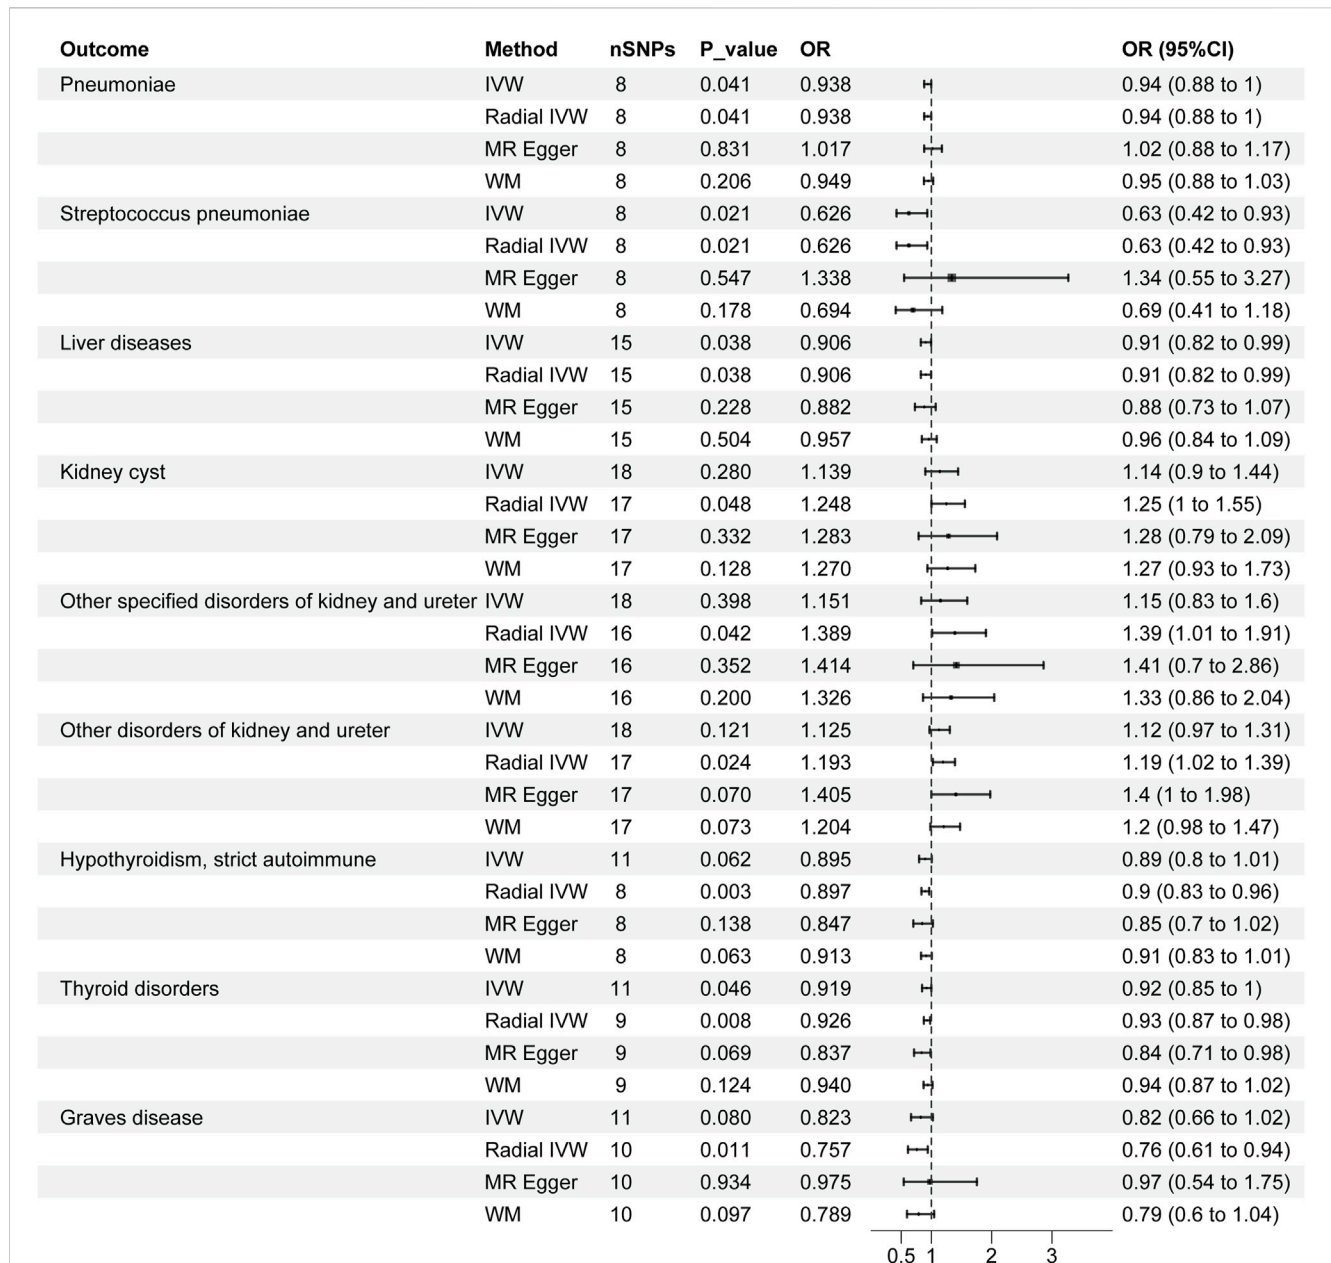 Outcome Method nSNPs P_value OR OR (95%CI)
Pneumoniae IVW 8 0.041 0.938 0.94 (0.88 to 1)
Radial IVW 8 0.041 0.938 0.94 (0.88 to 1)
MR Egger 8 0.831 1.017 1.02 (0.88 to 1.17)
WM 8 0.206 0.949 0.95 (0.88 to 1.03)
Streptococcus pneumoniae IVW 8 0.021 0.626 0.63 (0.42 to 0.93)
Radial IVW 8 0.021 0.626 0.63 (0.42 to 0.93)
MR Egger 8 0.547 1.338 1.34 (0.55 to 3.27)
WM 8 0.178 0.694 0.69 (0.41 to 1.18)
Liver diseases IVW 15 0.038 0.906 0.91 (0.82 to 0.99)
Radial IVW 15 0.038 0.906 0.91 (0.82 to 0.99)
MR Egger 15 0.228 0.882 0.88 (0.73 to 1.07)
WM 15 0.504 0.957 0.96 (0.84 to 1.09)
Kidney cyst IVW 18 0.280 1.139 1.14 (0.9 to 1.44)
Radial IVW 17 0.048 1.248 1.25 (1 to 1.55)
MR Egger 17 0.332 1.283 1.28 (0.79 to 2.09)
WM 17 0.128 1.270 1.27 (0.93 to 1.73)
Other specified disorders of kidney and ureter IVW 18 0.398 1.151 1.15 (0.83 to 1.6)
Radial IVW 16 0.042 1.389 1.39 (1.01 to 1.91)
MR Egger 16 0.352 1.414 1.41 (0.7 to 2.86)
WM 16 0.200 1.326 1.33 (0.86 to 2.04)
Other disorders of kidney and ureter IVW 18 0.121 1.125 1.12 (0.97 to 1.31)
Radial IVW 17 0.024 1.193 1.19 (1.02 to 1.39)
MR Egger 17 0.070 1.405 1.4 (1 to 1.98)
WM 17 0.073 1.204 1.2 (0.98 to 1.47)
Hypothyroidism, strict autoimmune IVW 11 0.062 0.895 0.89 (0.8 to 1.01)
Radial IVW 8 0.003 0.897 0.9 (0.83 to 0.96)
MR Egger 8 0.138 0.847 0.85 (0.7 to 1.02)
WM 8 0.063 0.913 0.91 (0.83 to 1.01)
Thyroid disorders IVW 11 0.046 0.919 0.92 (0.85 to 1)
Radial IVW 9 0.008 0.926 0.93 (0.87 to 0.98)
MR Egger 9 0.069 0.837 0.84 (0.71 to 0.98)
WM 9 0.124 0.940 0.94 (0.87 to 1.02)
Graves disease IVW 11 0.080 0.823 0.82 (0.66 to 1.02)
Radial IVW 10 0.011 0.757 0.76 (0.61 to 0.94)
MR Egger 10 0.934 0.975 0.97 (0.54 to 1.75)
WM 10 0.097 0.789 0.79 (0.6 to 1.04)
0.5 1 2 3